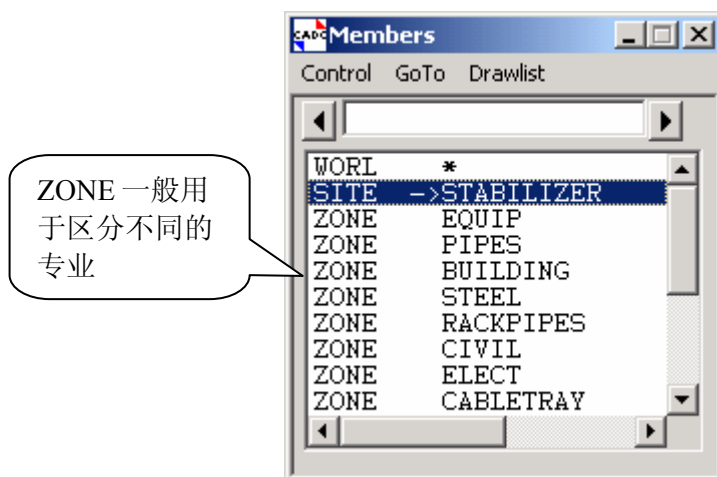 CADC Members
Control GoTo Drawlist
WORL *
SITE ->STABILIZER
ZONE EQUIP
ZONE PIPES
ZONE BUILDING
ZONE STEEL
ZONE RACKPIPES
ZONE CIVIL
ZONE ELECT
ZONE CABLETRAY
ZONE 一般用
于区分不同的
专业